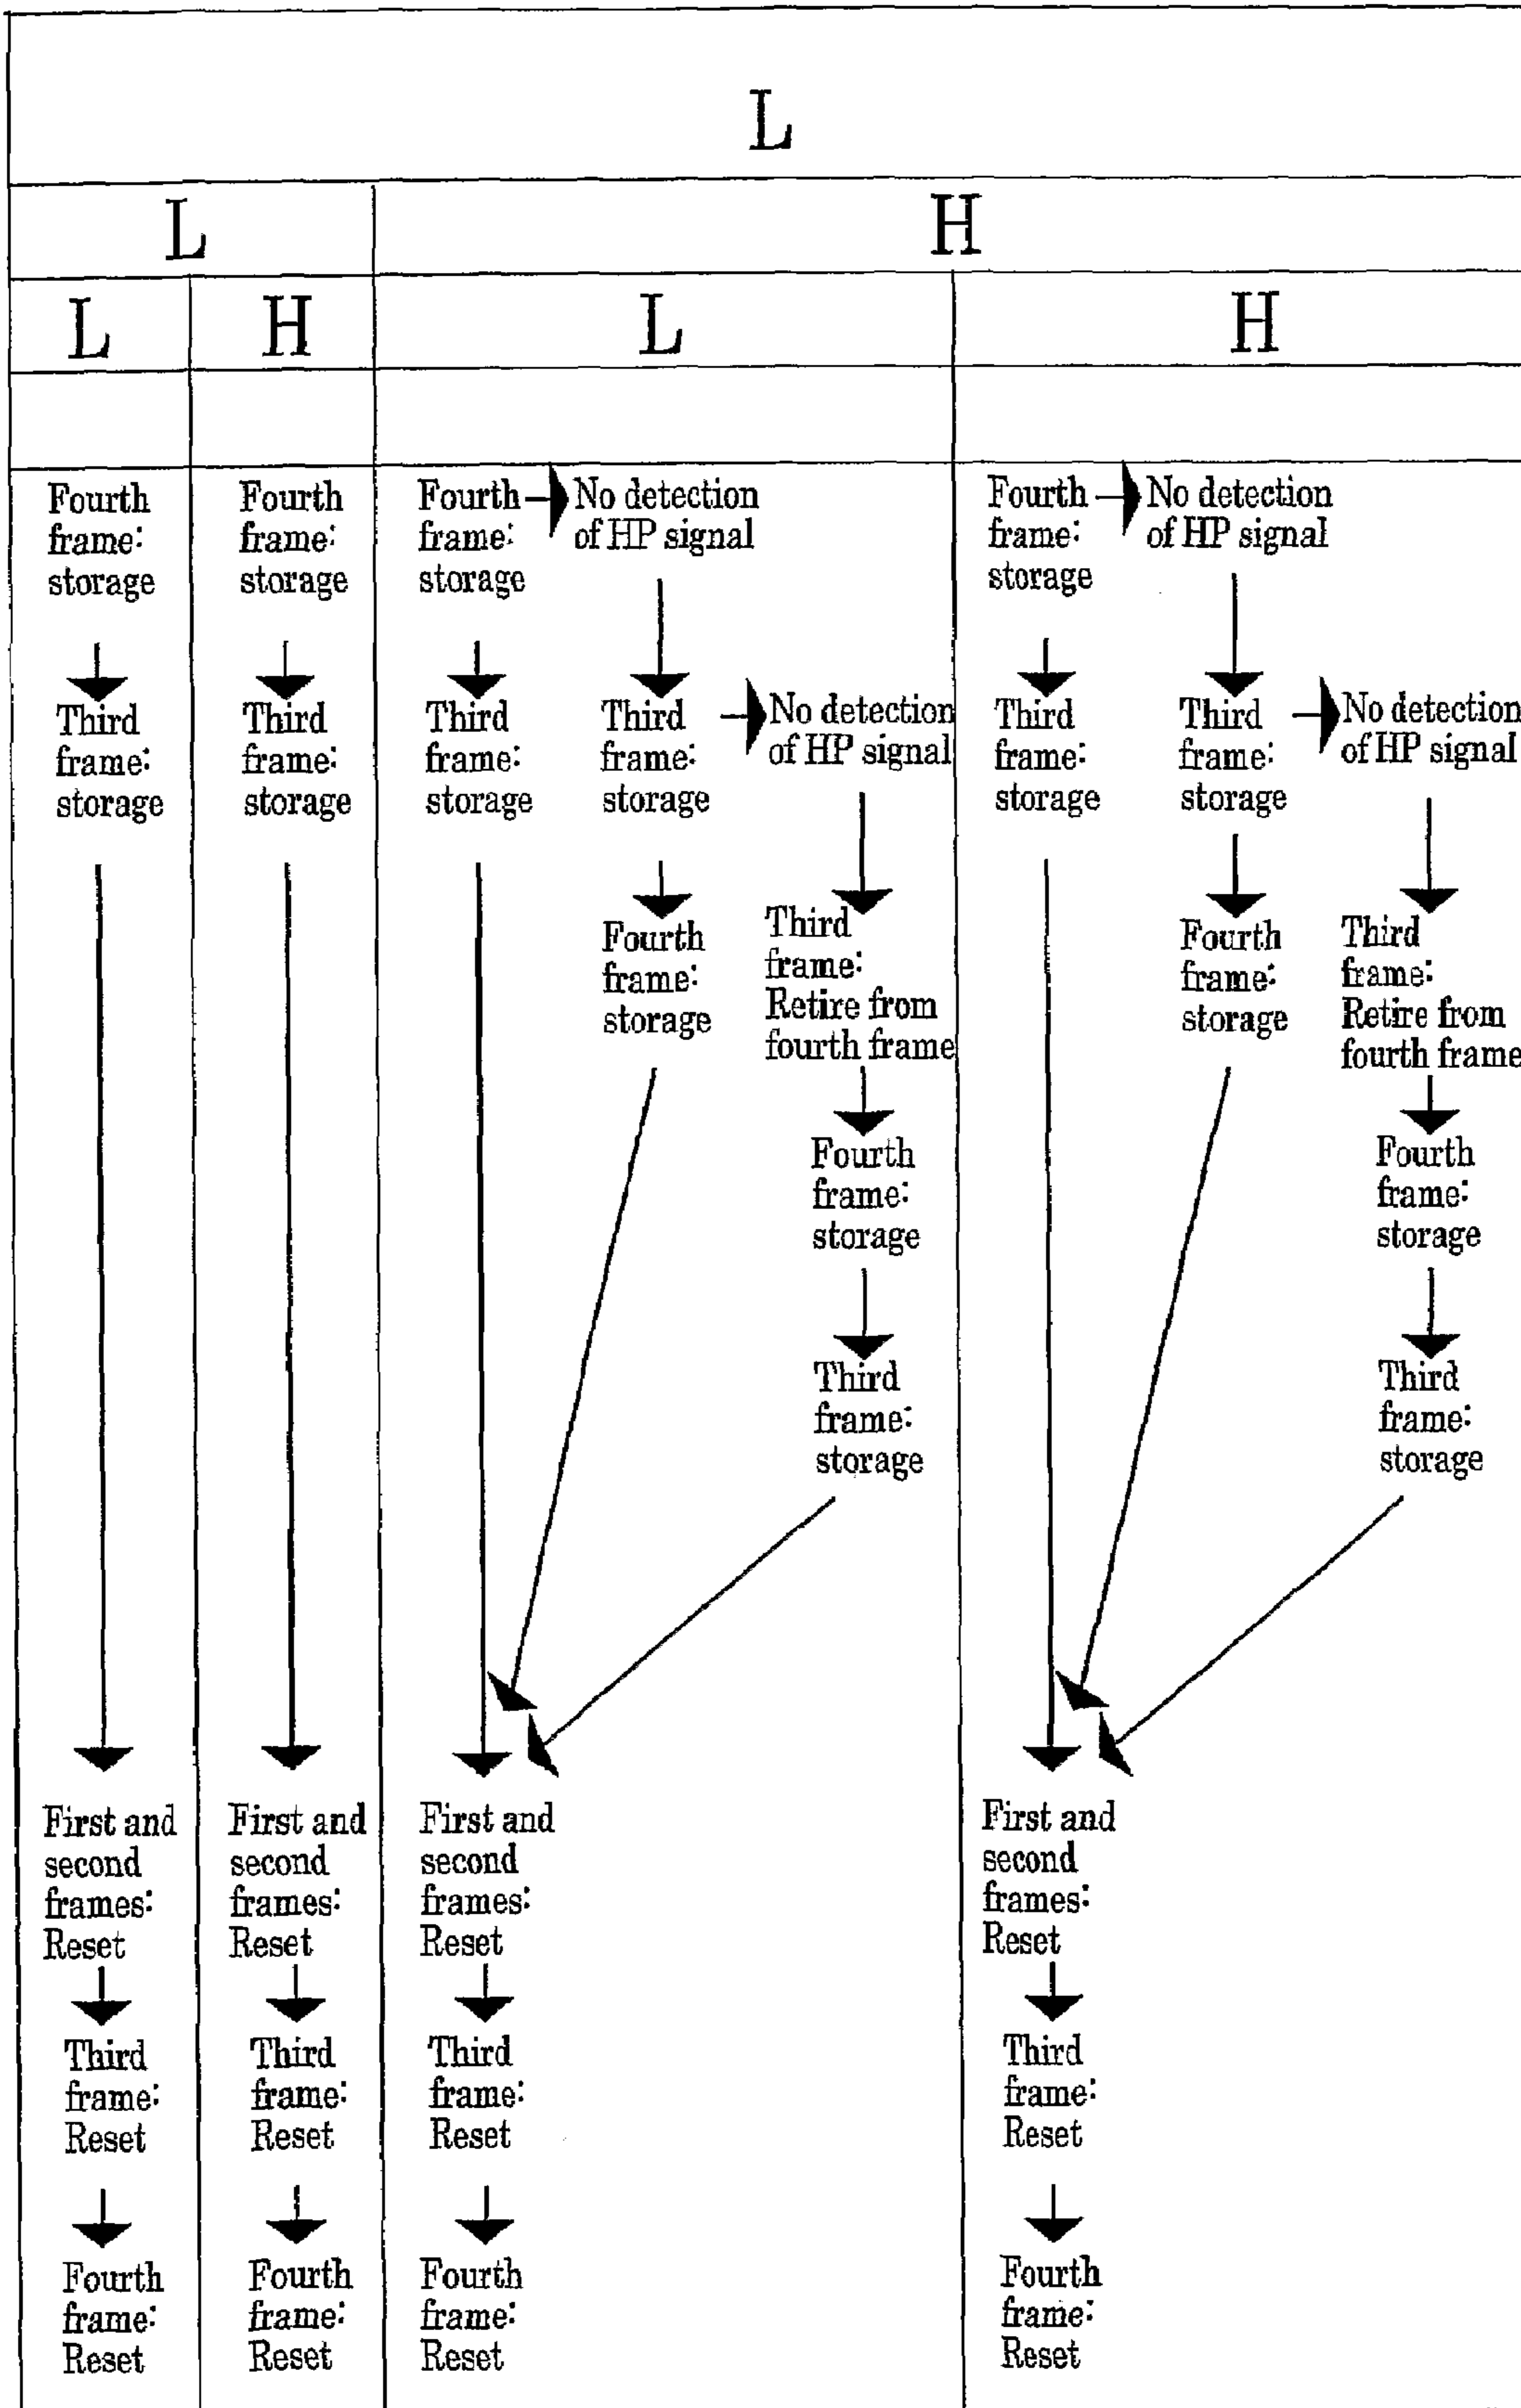 L
L
H
L
H
L
H
Fourth
frame:
storage
Third
frame:
storage
First and
second
frames:
Reset
Third
frame:
Reset
Fourth
frame:
Reset
Fourth
frame:
storage
Third
frame:
storage
First and
second
frames:
Reset
Third
frame:
Reset
Fourth
frame:
Reset
Fourth
frame:
storage
Third
frame:
storage
First and
second
frames:
Reset
Third
frame:
Reset
Fourth
frame:
Reset
No detection
of HP signal
Third
frame:
storage
Fourth
frame:
storage
No detection
of HP signal
Third
frame:
Retire from
fourth frame
Fourth
frame:
storage
Third
frame:
storage
Fourth
frame:
storage
Third
frame:
storage
First and
second
frames:
Reset
Third
frame:
Reset
Fourth
frame:
Reset
No detection
of HP signal
Third
frame:
storage
Fourth
frame:
storage
No detection
of HP signal
Third
frame:
Retire from
fourth frame
Fourth
frame:
storage
Third
frame:
storage